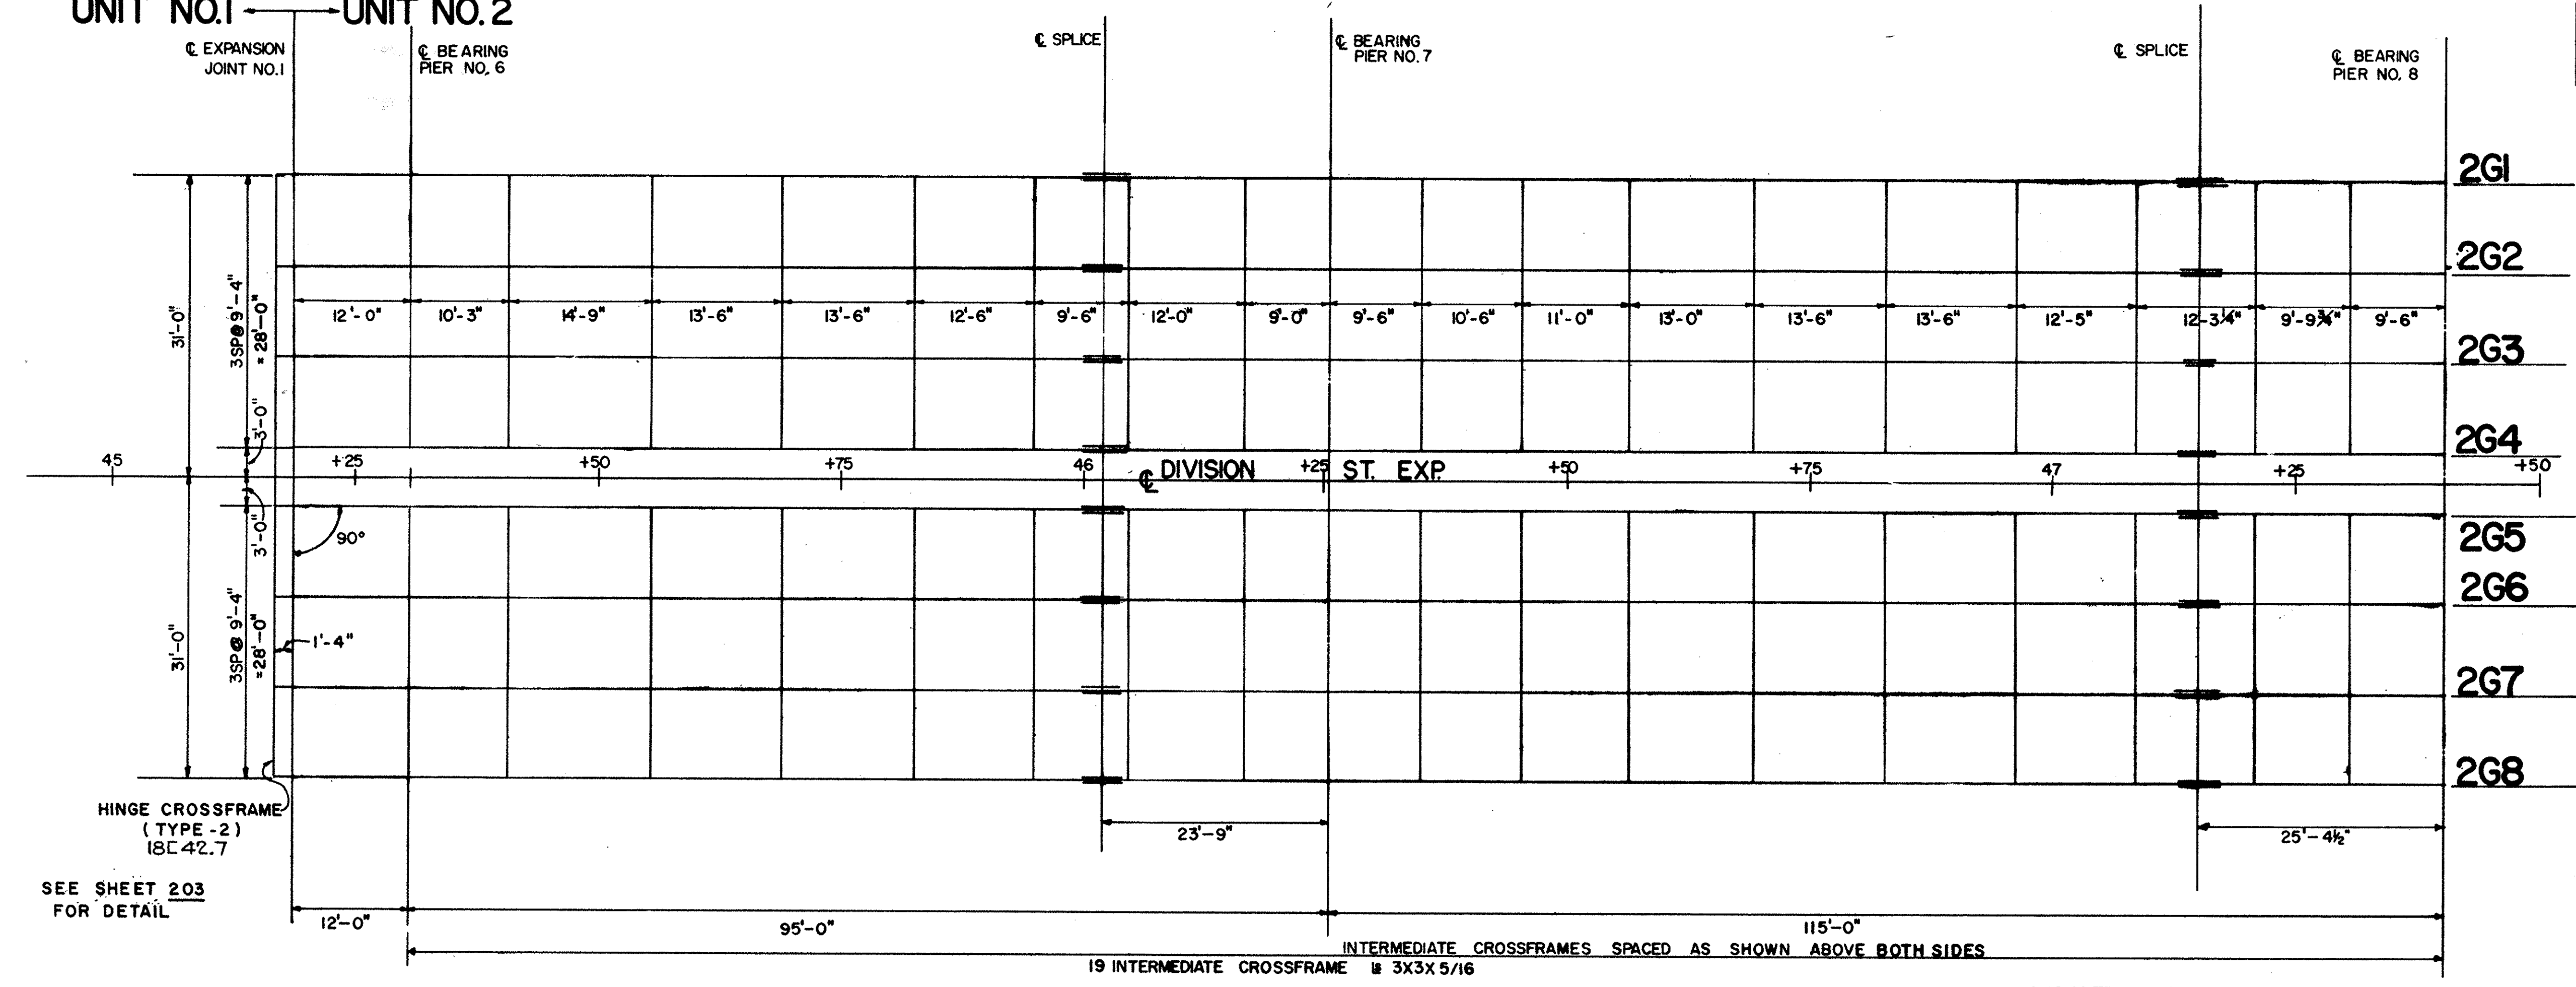 UNIT NO.1 UNIT NO.2
℄ EXPANSION
JOINT NO.1
℄ BEARING
PIER NO. 6
℄ SPLICE
℄ BEARING
PIER NO. 7
℄ SPLICE
℄ BEARING
PIER NO. 8
2G1
2G2
12'-0" 10'-3" 14'-9" 13'-6" 13'-6" 12'-6" 9'-6" 12'-0" 9'-0" 9'-6" 10'-6" 11'-0" 13'-0" 13'-6" 13'-6" 12'-5" 12-3¼" 9'-9¾" 9'-6"
31'-0"
3SP@9'-4"
=28'-0"
3'-0"
2G3
2G4
45 +25 +50 +75 46 +25 +50 +75 47 +25 +50
℄ DIVISION ST. EXP.
3'-0"
90°
2G5
2G6
31'-0"
3SP@ 9'-4"
=28'-0"
1'-4"
2G7
2G8
HINGE CROSSFRAME
(TYPE-2)
18[42.7
SEE SHEET 203
FOR DETAIL
23'-9"
25'-4½"
12'-0" 95'-0" 115'-0"
INTERMEDIATE CROSSFRAMES SPACED AS SHOWN ABOVE BOTH SIDES
19 INTERMEDIATE CROSSFRAME Ls 3X3X5/16